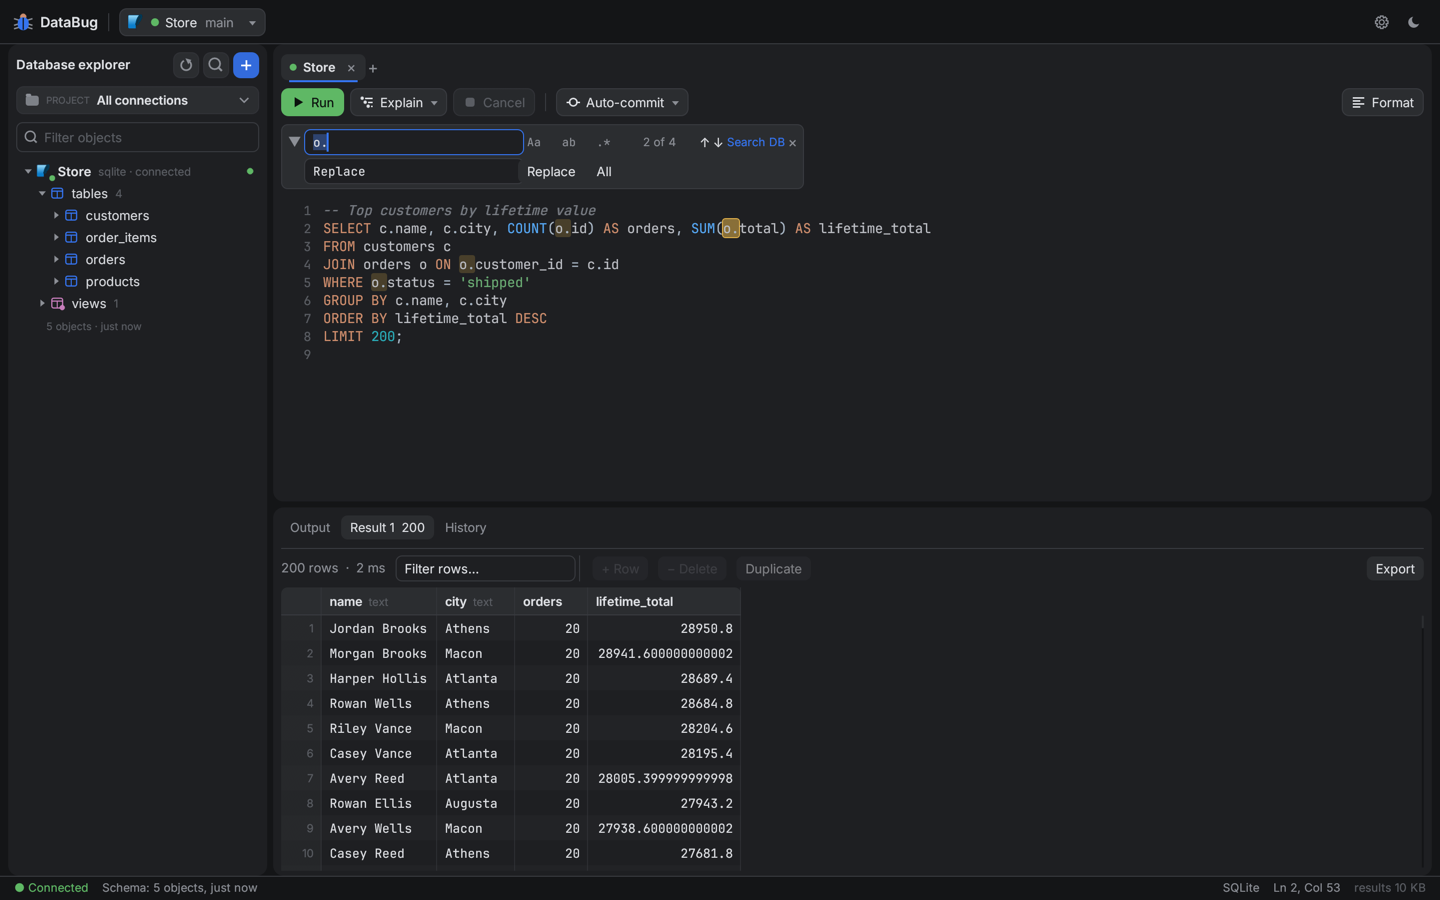 DataBug
Store main
Database explorer
PROJECT All connections
Filter objects
Store sqlite · connected
tables 4
customers
order_items
orders
products
views 1
5 objects · just now
Store × +
Run Explain Cancel Auto-commit Format
o. Aa ab .* 2 of 4 ↑ ↓ Search DB ×
Replace Replace All
1 -- Top customers by lifetime value
2 SELECT c.name, c.city, COUNT(o.id) AS orders, SUM(o.total) AS lifetime_total
3 FROM customers c
4 JOIN orders o ON o.customer_id = c.id
5 WHERE o.status = 'shipped'
6 GROUP BY c.name, c.city
7 ORDER BY lifetime_total DESC
8 LIMIT 200;
9
Output Result 1 200 History
200 rows · 2 ms Filter rows... + Row − Delete Duplicate Export
name text city text orders lifetime_total
1 Jordan Brooks Athens 20 28950.8
2 Morgan Brooks Macon 20 28941.600000000002
3 Harper Hollis Atlanta 20 28689.4
4 Rowan Wells Athens 20 28684.8
5 Riley Vance Macon 20 28204.6
6 Casey Vance Atlanta 20 28195.4
7 Avery Reed Atlanta 20 28005.399999999998
8 Rowan Ellis Augusta 20 27943.2
9 Avery Wells Macon 20 27938.600000000002
10 Casey Reed Athens 20 27681.8
Connected Schema: 5 objects, just now SQLite Ln 2, Col 53 results 10 KB